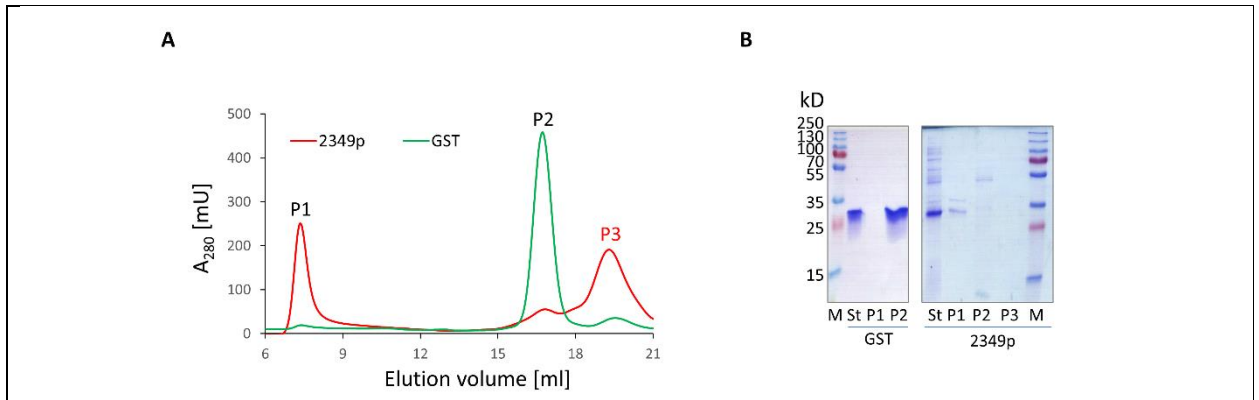 A
B
500
400
300
200
100
0
A280 [mU]
2349p
GST
P1
P2
P3
6
9
12
15
18
21
Elution volume [ml]
kD
250
130
100
70
55
35
25
15
M St P1 P2
GST
St P1 P2 P3 M
2349p